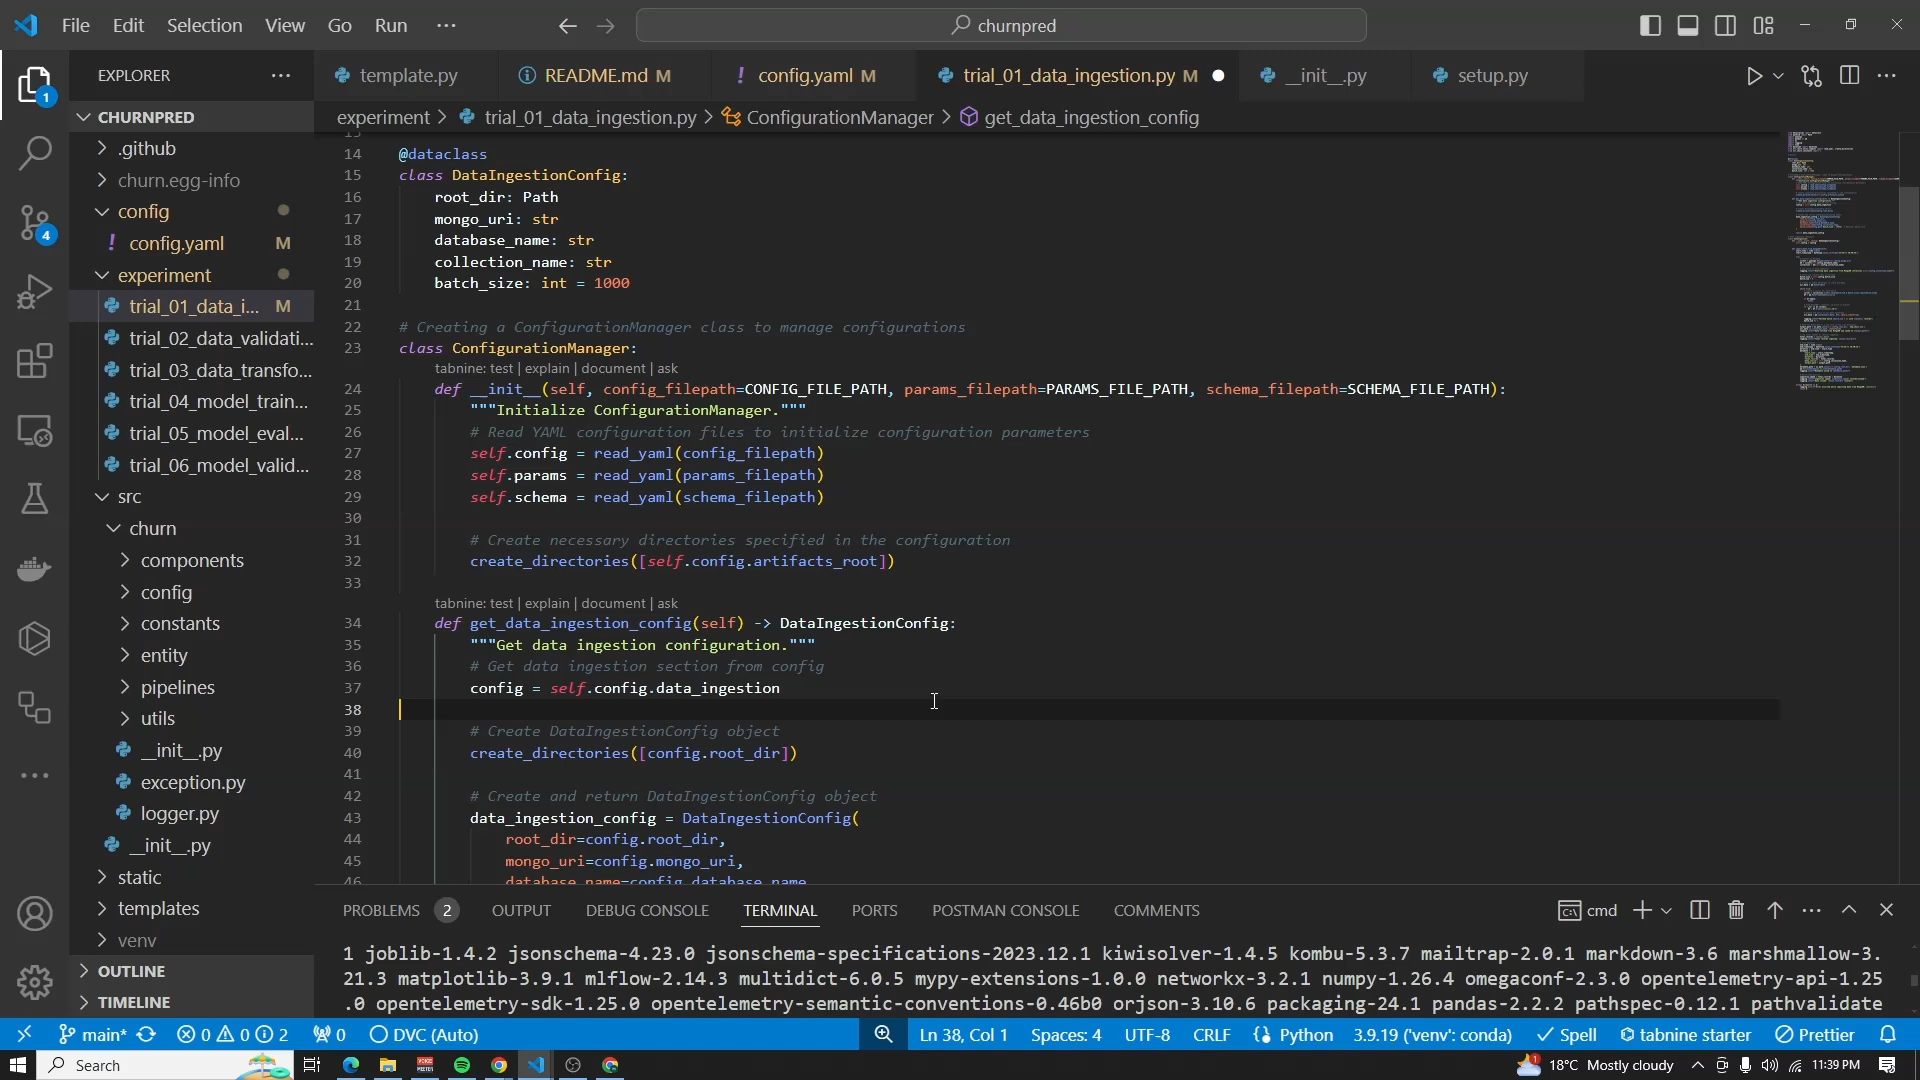 File Edit Selection View Go Run ···
churnpred
EXPLORER ···
template.py
README.md M
! config.yaml M
trial_01_data_ingestion.py M
__init__.py
setup.py
CHURNPRED
experiment > trial_01_data_ingestion.py > ConfigurationManager > get_data_ingestion_config
.github
churn.egg-info
config
! config.yaml M
experiment
trial_01_data_i... M
trial_02_data_validati...
trial_03_data_transfo...
trial_04_model_train...
trial_05_model_eval...
trial_06_model_valid...
src
churn
components
config
constants
entity
pipelines
utils
__init__.py
exception.py
logger.py
__init__.py
static
templates
venv
OUTLINE
TIMELINE
1
4
14 @dataclass
15 class DataIngestionConfig:
16 root_dir: Path
17 mongo_uri: str
18 database_name: str
19 collection_name: str
20 batch_size: int = 1000
21
22 # Creating a ConfigurationManager class to manage configurations
23 class ConfigurationManager:
tabnine: test | explain | document | ask
24 def __init__(self, config_filepath=CONFIG_FILE_PATH, params_filepath=PARAMS_FILE_PATH, schema_filepath=SCHEMA_FILE_PATH):
25 """Initialize ConfigurationManager."""
26 # Read YAML configuration files to initialize configuration parameters
27 self.config = read_yaml(config_filepath)
28 self.params = read_yaml(params_filepath)
29 self.schema = read_yaml(schema_filepath)
30
31 # Create necessary directories specified in the configuration
32 create_directories([self.config.artifacts_root])
33
tabnine: test | explain | document | ask
34 def get_data_ingestion_config(self) -> DataIngestionConfig:
35 """Get data ingestion configuration."""
36 # Get data ingestion section from config
37 config = self.config.data_ingestion
38
39 # Create DataIngestionConfig object
40 create_directories([config.root_dir])
41
42 # Create and return DataIngestionConfig object
43 data_ingestion_config = DataIngestionConfig(
44 root_dir=config.root_dir,
45 mongo_uri=config.mongo_uri,
46 database_name=config.database_name
PROBLEMS 2 OUTPUT DEBUG CONSOLE TERMINAL PORTS POSTMAN CONSOLE COMMENTS
cmd
1 joblib-1.4.2 jsonschema-4.23.0 jsonschema-specifications-2023.12.1 kiwisolver-1.4.5 kombu-5.3.7 mailtrap-2.0.1 markdown-3.6 marshmallow-3.
21.3 matplotlib-3.9.1 mlflow-2.14.3 multidict-6.0.5 mypy-extensions-1.0.0 networkx-3.2.1 numpy-1.26.4 omegaconf-2.3.0 opentelemetry-api-1.25
.0 opentelemetry-sdk-1.25.0 opentelemetry-semantic-conventions-0.46b0 orjson-3.10.6 packaging-24.1 pandas-2.2.2 pathspec-0.12.1 pathvalidate
main* 0 0 2 0 DVC (Auto) Ln 38, Col 1 Spaces: 4 UTF-8 CRLF Python 3.9.19 ('venv': conda) Spell tabnine starter Prettier
Search
18°C Mostly cloudy
11:39 PM